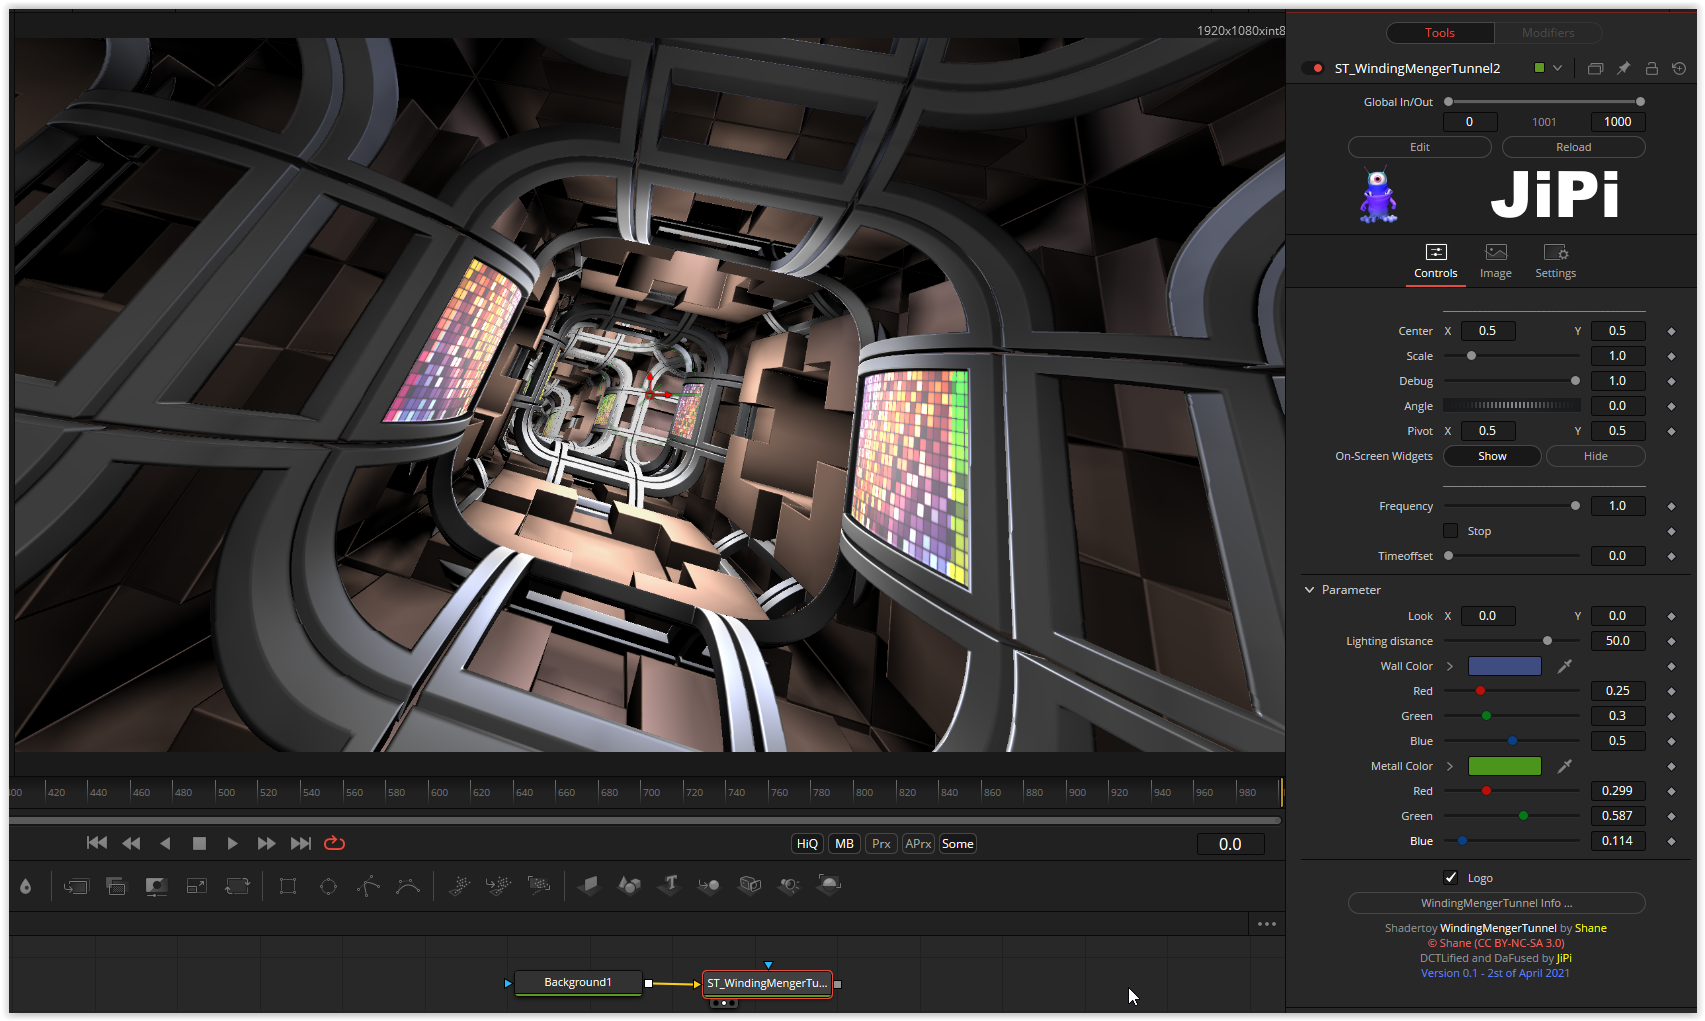 1920x1080xint8
Tools Modifiers
ST_WindingMengerTunnel2
Global In/Out
0 1001 1000
Edit Reload
JiPi
Controls Image Settings
Center X 0.5 Y 0.5
Scale 1.0
Debug 1.0
Angle 0.0
Pivot X 0.5 Y 0.5
On-Screen Widgets Show Hide
Frequency 1.0
Stop
Timeoffset 0.0
Parameter
Look X 0.0 Y 0.0
Lighting distance 50.0
Wall Color
Red 0.25
Green 0.3
Blue 0.5
Metall Color
Red 0.299
Green 0.587
Blue 0.114
Logo
WindingMengerTunnel Info ...
Shadertoy WindingMengerTunnel by Shane
© Shane (CC BY-NC-SA 3.0)
DCTLified and DaFused by JiPi
Version 0.1 - 2st of April 2021
00 420 440 460 480 500 520 540 560 580 600 620 640 660 680 700 720 740 760 780 800 820 840 860 880 900 920 940 960 980
HiQ MB Prx APrx Some 0.0
Background1 ST_WindingMengerTu...